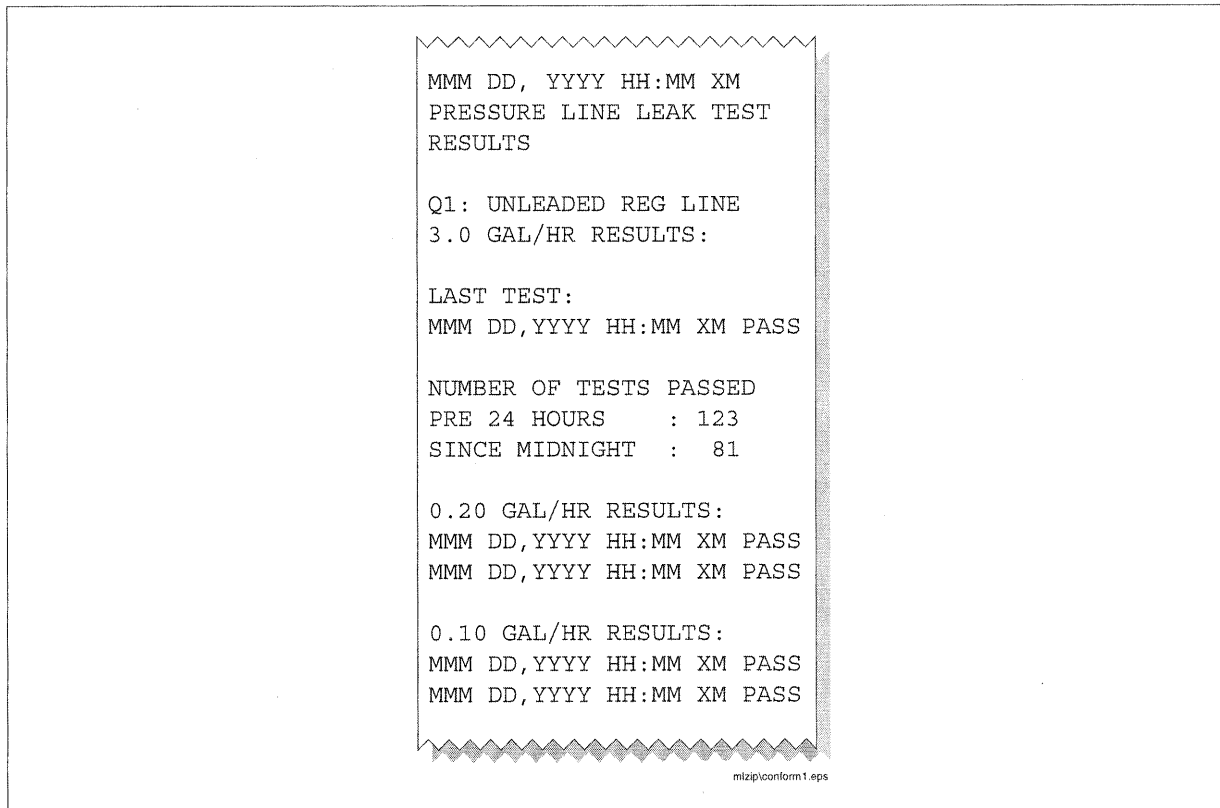 MMM DD, YYYY HH:MM XM
PRESSURE LINE LEAK TEST
RESULTS
Q1: UNLEADED REG LINE
3.0 GAL/HR RESULTS:
LAST TEST:
MMM DD,YYYY HH:MM XM PASS
NUMBER OF TESTS PASSED
PRE 24 HOURS : 123
SINCE MIDNIGHT : 81
0.20 GAL/HR RESULTS:
MMM DD,YYYY HH:MM XM PASS
MMM DD,YYYY HH:MM XM PASS
0.10 GAL/HR RESULTS:
MMM DD,YYYY HH:MM XM PASS
MMM DD,YYYY HH:MM XM PASS
mlzip\conform1.eps